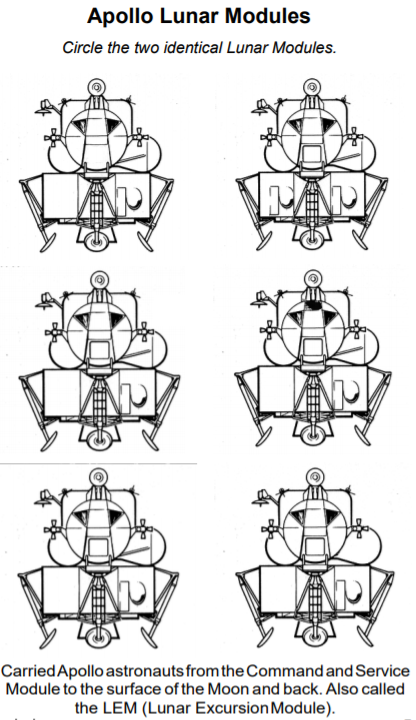 Apollo Lunar Modules
Circle the two identical Lunar Modules.
Carried Apollo astronauts from the Command and Service
Module to the surface of the Moon and back. Also called
the LEM (Lunar Excursion Module).